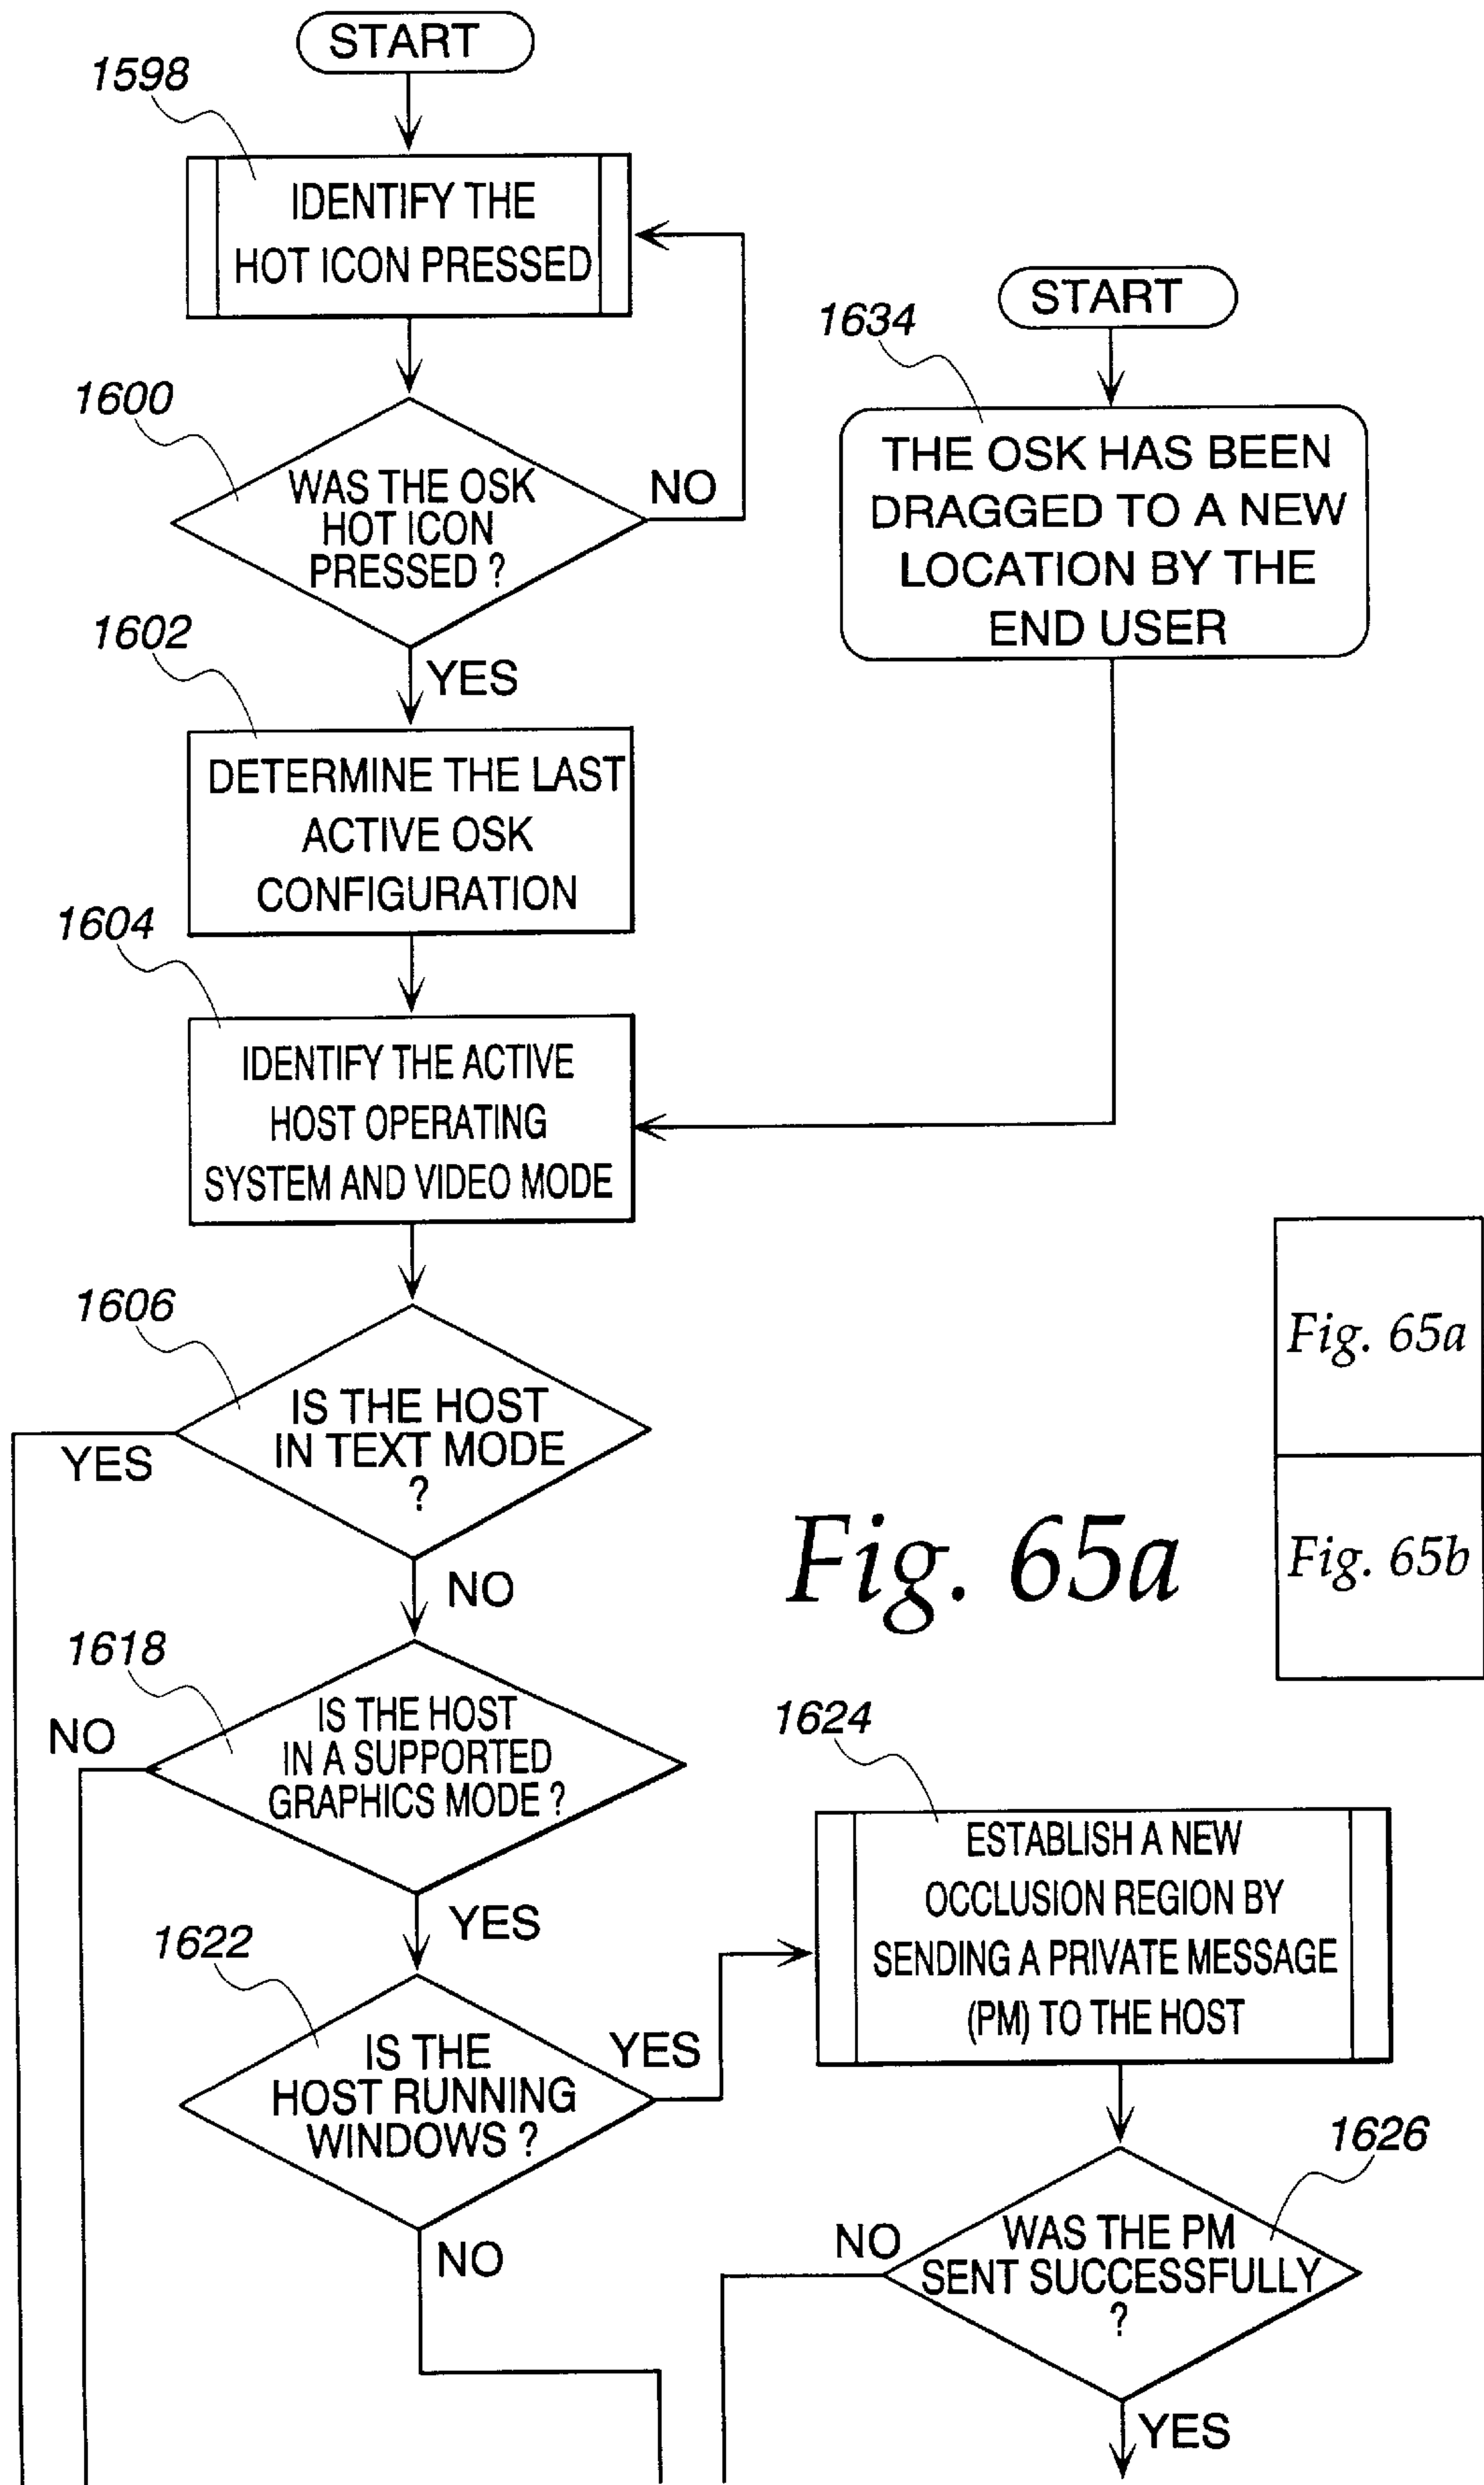 START
1598
IDENTIFY THE
HOT ICON PRESSED
START
1634
1600
WAS THE OSK
HOT ICON
PRESSED ?
NO
THE OSK HAS BEEN
DRAGGED TO A NEW
LOCATION BY THE
END USER
1602
YES
DETERMINE THE LAST
ACTIVE OSK
CONFIGURATION
1604
IDENTIFY THE ACTIVE
HOST OPERATING
SYSTEM AND VIDEO MODE
1606
IS THE HOST
IN TEXT MODE
?
YES
NO
Fig. 65a
Fig. 65a
Fig. 65b
1618
IS THE HOST
IN A SUPPORTED
GRAPHICS MODE ?
NO
YES
1624
ESTABLISH A NEW
OCCLUSION REGION BY
SENDING A PRIVATE MESSAGE
(PM) TO THE HOST
1622
IS THE
HOST RUNNING
WINDOWS ?
YES
NO
1626
WAS THE PM
SENT SUCCESSFULLY
?
NO
YES